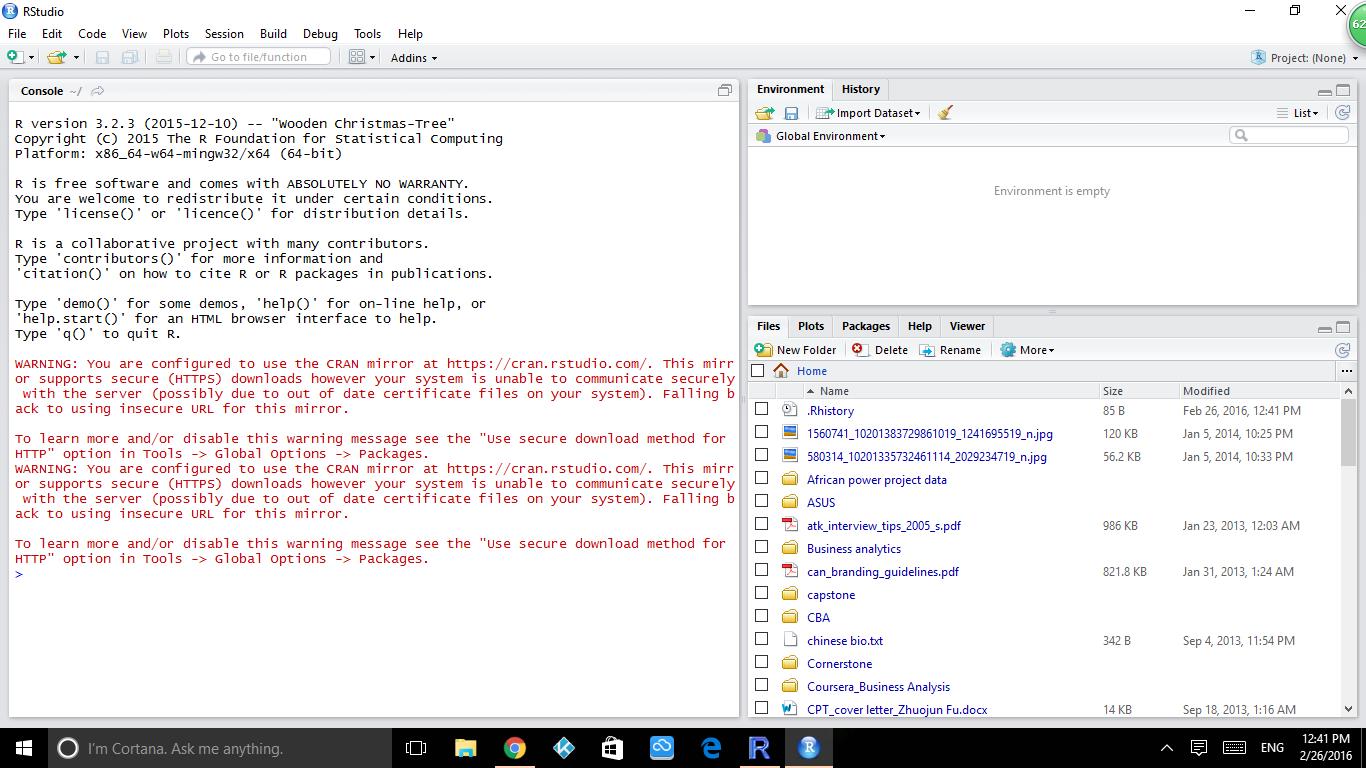 RStudio
File Edit Code View Plots Session Build Debug Tools Help
62
Go to file/function
Addins
Project: (None)
Console ~/
R version 3.2.3 (2015-12-10) -- "Wooden Christmas-Tree"
Copyright (C) 2015 The R Foundation for Statistical Computing
Platform: x86_64-w64-mingw32/x64 (64-bit)
R is free software and comes with ABSOLUTELY NO WARRANTY.
You are welcome to redistribute it under certain conditions.
Type 'license()' or 'licence()' for distribution details.
R is a collaborative project with many contributors.
Type 'contributors()' for more information and
'citation()' on how to cite R or R packages in publications.
Type 'demo()' for some demos, 'help()' for on-line help, or
'help.start()' for an HTML browser interface to help.
Type 'q()' to quit R.
WARNING: You are configured to use the CRAN mirror at https://cran.rstudio.com/. This mirr
or supports secure (HTTPS) downloads however your system is unable to communicate securely
with the server (possibly due to out of date certificate files on your system). Falling b
ack to using insecure URL for this mirror.
To learn more and/or disable this warning message see the "Use secure download method for
HTTP" option in Tools -> Global Options -> Packages.
WARNING: You are configured to use the CRAN mirror at https://cran.rstudio.com/. This mirr
or supports secure (HTTPS) downloads however your system is unable to communicate securely
with the server (possibly due to out of date certificate files on your system). Falling b
ack to using insecure URL for this mirror.
To learn more and/or disable this warning message see the "Use secure download method for
HTTP" option in Tools -> Global Options -> Packages.
>
Environment History
Import Dataset
List
Global Environment
Environment is empty
Files Plots Packages Help Viewer
New Folder Delete Rename More
Home ...
Name Size Modified
.Rhistory 85 B Feb 26, 2016, 12:41 PM
1560741_10201383729861019_1241695519_n.jpg 120 KB Jan 5, 2014, 10:25 PM
580314_10201335732461114_2029234719_n.jpg 56.2 KB Jan 5, 2014, 10:33 PM
African power project data
ASUS
atk_interview_tips_2005_s.pdf 986 KB Jan 23, 2013, 12:03 AM
Business analytics
can_branding_guidelines.pdf 821.8 KB Jan 31, 2013, 1:24 AM
capstone
CBA
chinese bio.txt 342 B Sep 4, 2013, 11:54 PM
Cornerstone
Coursera_Business Analysis
CPT_cover letter_Zhuojun Fu.docx 14 KB Sep 18, 2013, 1:16 AM
I'm Cortana. Ask me anything.
ENG
12:41 PM
2/26/2016